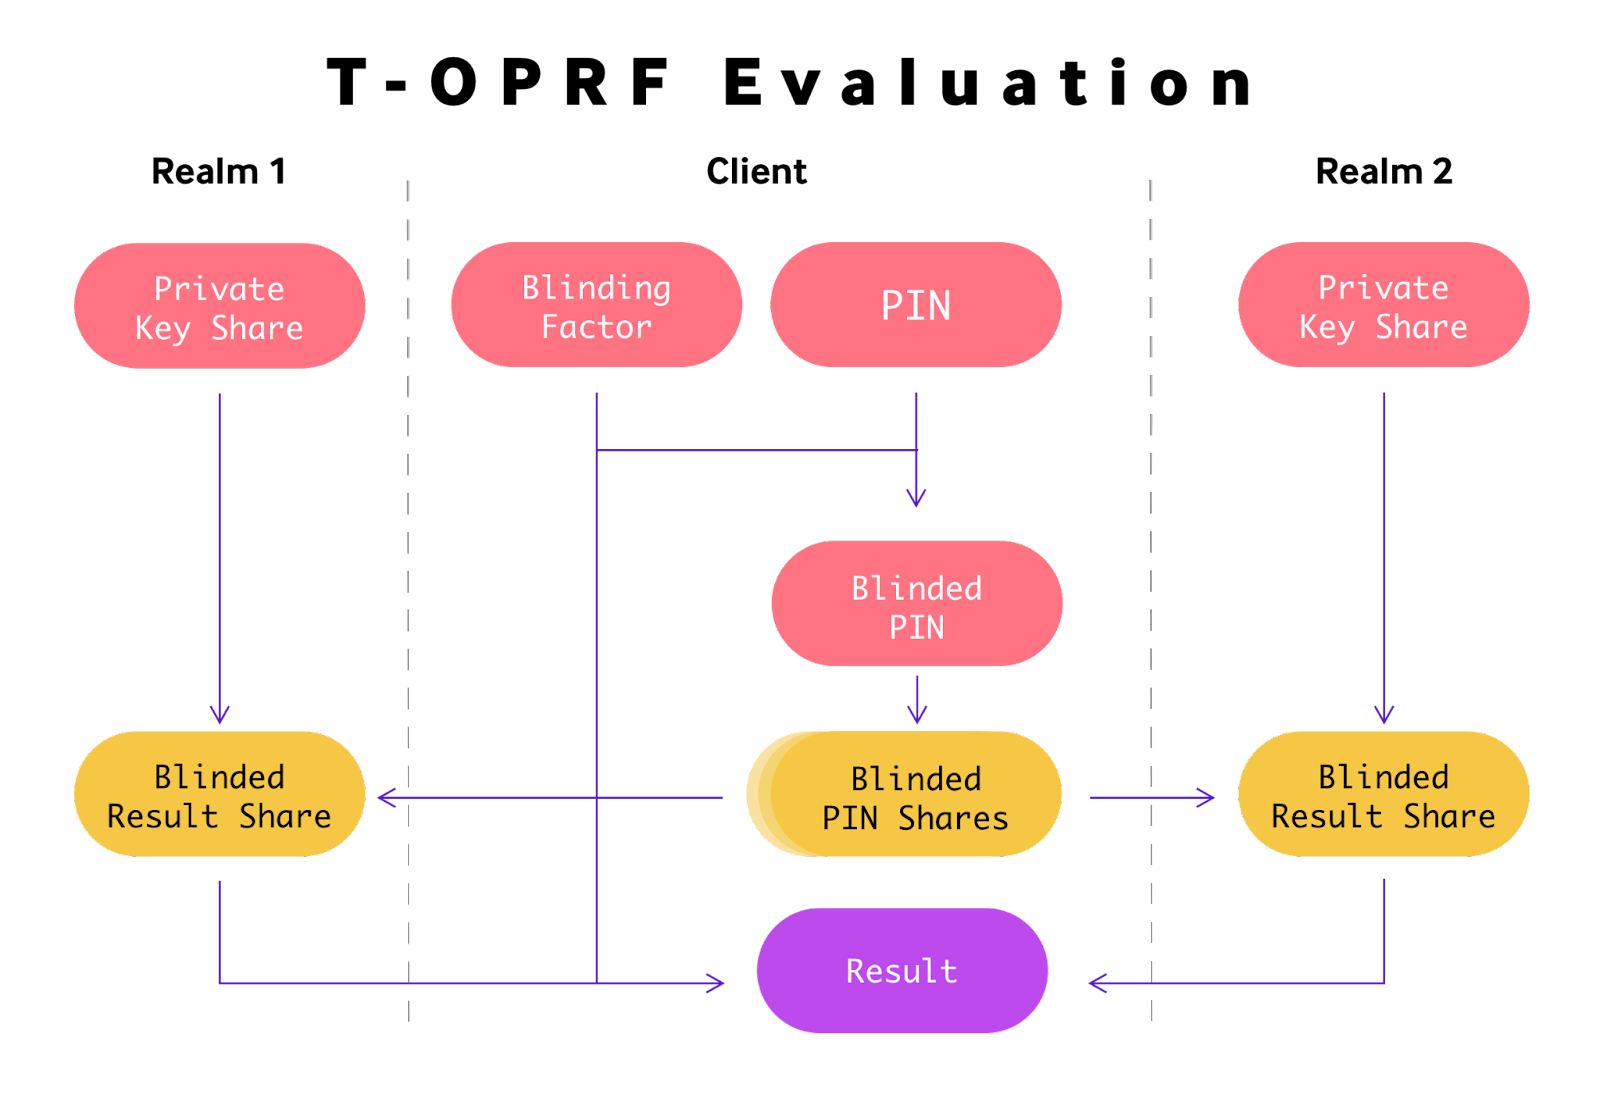 T-OPRF Evaluation
Realm 1
Client
Realm 2
Private
Key Share
Blinding
Factor
PIN
Private
Key Share
Blinded
PIN
Blinded
Result Share
Blinded
PIN Shares
Blinded
Result Share
Result